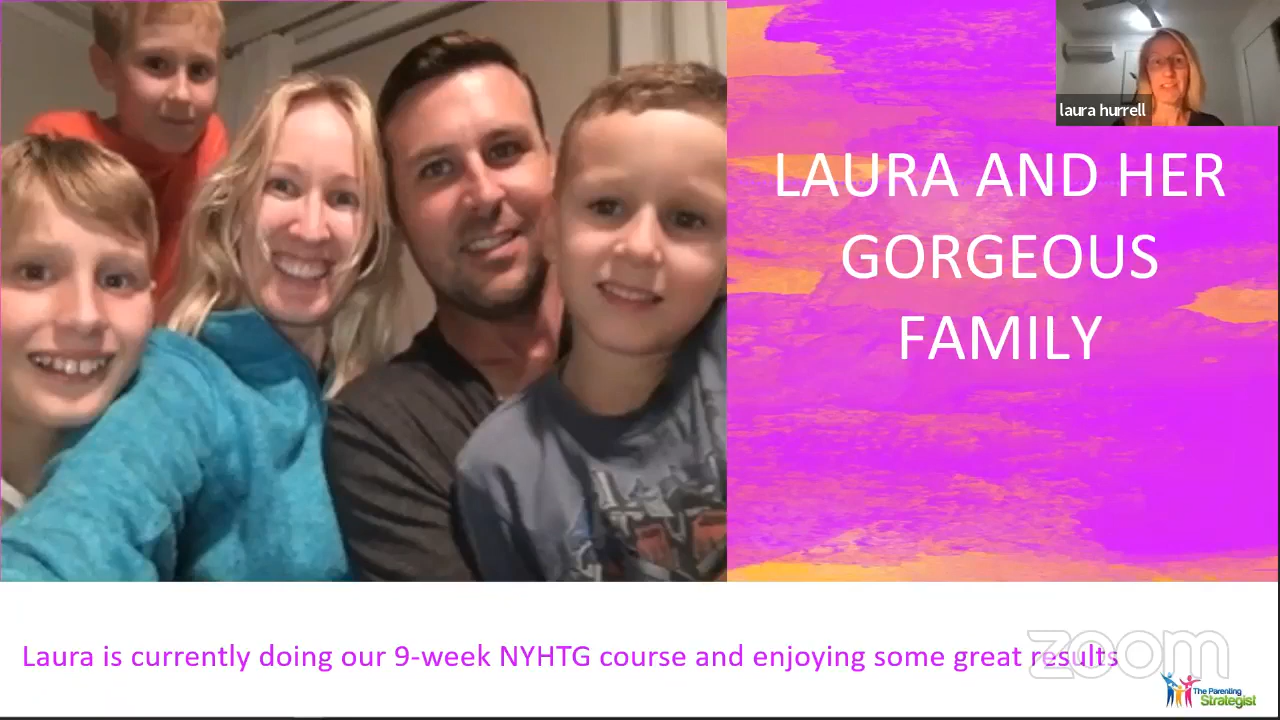 laura hurrell
LAURA AND HER
GORGEOUS
FAMILY
Laura is currently doing our 9-week NYHTG course and enjoying some great results
zoom
The Parenting
Strategist